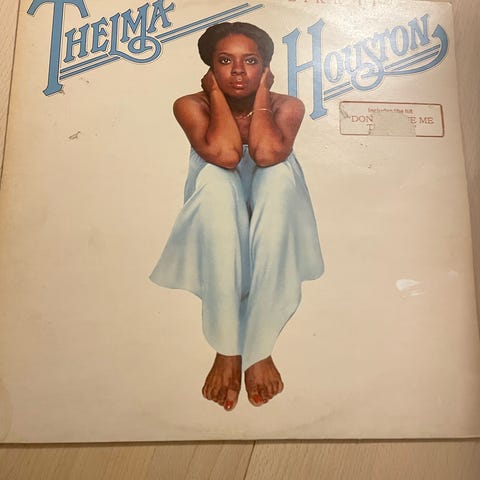 THELMA
HOUSTON
Includes the Hit
"DON
E ME
T